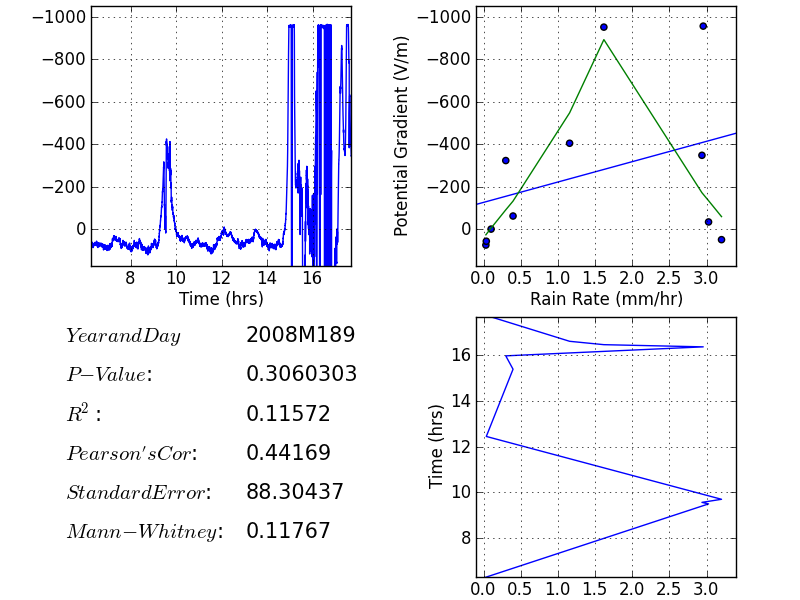 −1000
−800
−600
−400
−200
0
8 10 12 14 16
Time (hrs)
Potential Gradient (V/m)
−1000
−800
−600
−400
−200
0
0.0 0.5 1.0 1.5 2.0 2.5 3.0
Rain Rate (mm/hr)
YearandDay 2008M189
P−Value: 0.3060303
R²: 0.11572
Pearson'sCor: 0.44169
StandardError: 88.30437
Mann−Whitney: 0.11767
Time (hrs)
16
14
12
10
8
0.0 0.5 1.0 1.5 2.0 2.5 3.0